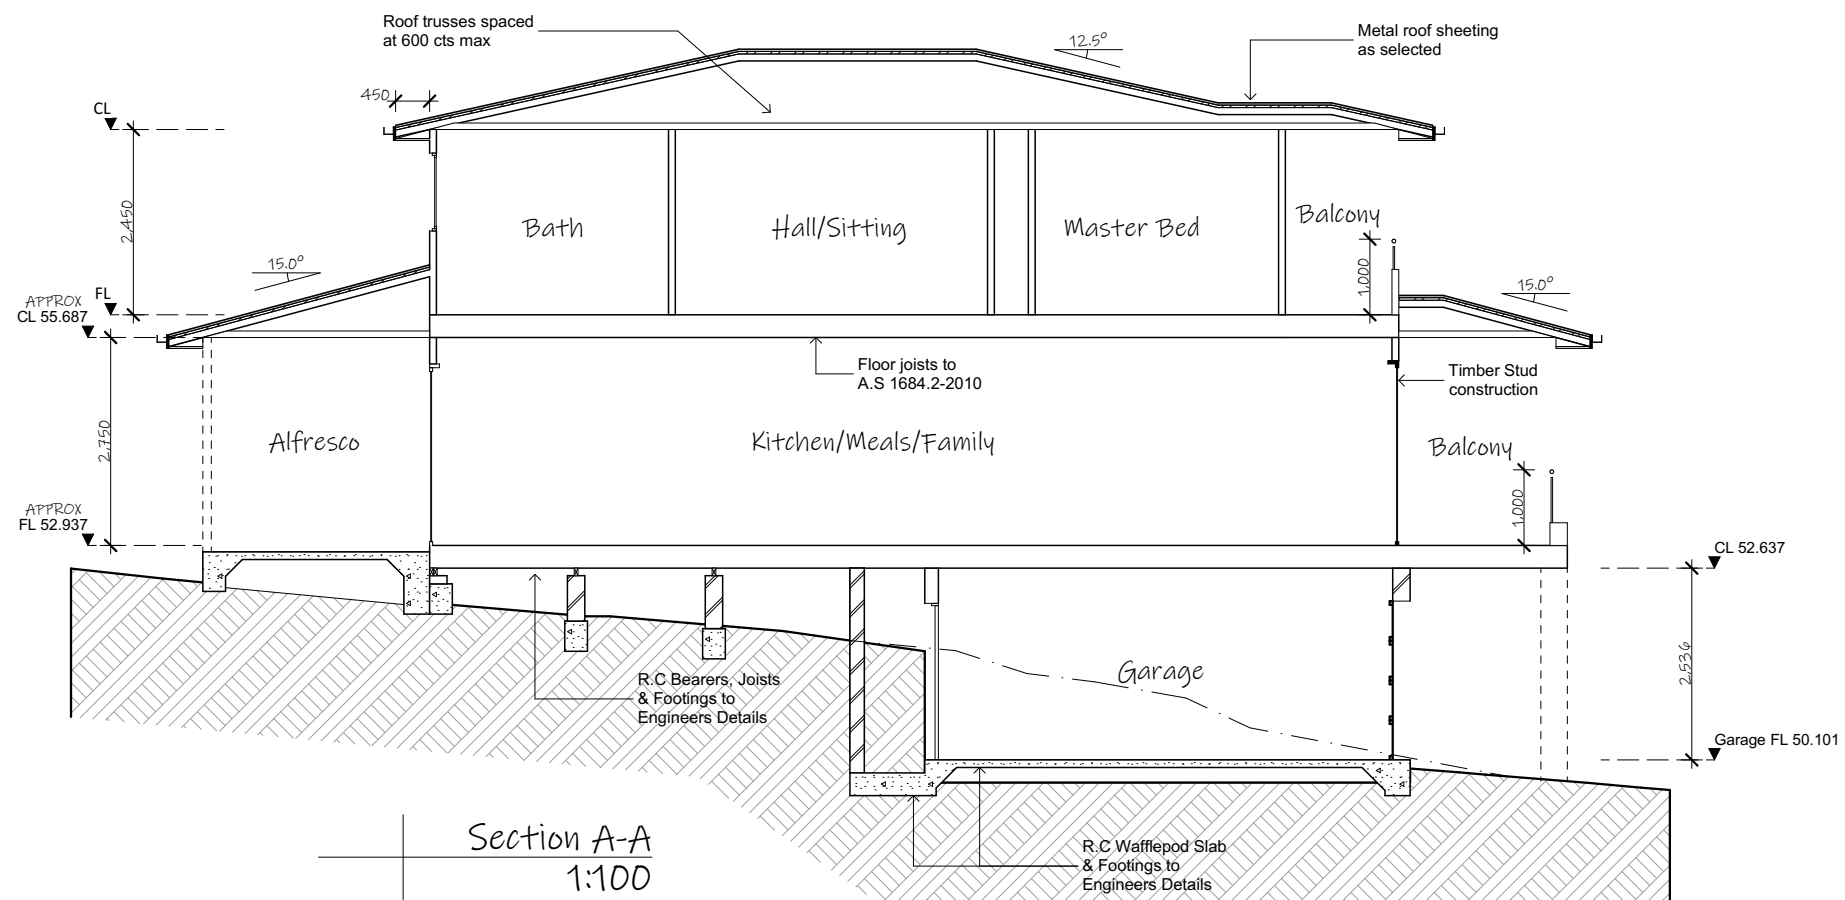 Roof trusses spaced
at 600 cts max
12.5°
Metal roof sheeting
as selected
450
CL
2,450
Bath
Hall/Sitting
Master Bed
Balcony
1,000
15.0°
15.0°
FL
APPROX
CL 55.687
Floor joists to
A.S 1684.2-2010
Timber Stud
construction
2,750
Alfresco
Kitchen/Meals/Family
Balcony
1,000
APPROX
FL 52.937
CL 52.637
2,536
Garage
R.C Bearers, Joists
& Footings to
Engineers Details
Garage FL 50.101
Section A-A
1:100
R.C Wafflepod Slab
& Footings to
Engineers Details